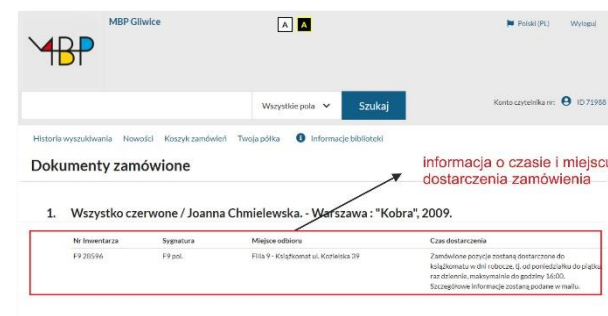 MBP Gliwice
A A
Polski (PL) Wyloguj
MBP
Wszystkie pola Szukaj
Konto czytelnika nr: ID 71988
Historia wyszukiwania Nowości Koszyk zamówień Twoja półka Informacje biblioteki
Dokumenty zamówione
informacja o czasie i miejscu
dostarczenia zamówienia
1. Wszystko czerwone / Joanna Chmielewska. - Warszawa : "Kobra", 2009.
Nr Inwentarza Sygnatura Miejsce odbioru Czas dostarczenia
F9 28596 F9 pol. Filia 9 - Książkomat ul. Kozielska 39
Zamówione pozycje zostaną dostarczone do
książkomatu w dni robocze, tj. od poniedziałku do piątku
raz dziennie, maksymalnie do godziny 16:00.
Szczegółowe informacje zostaną podane w mailu.